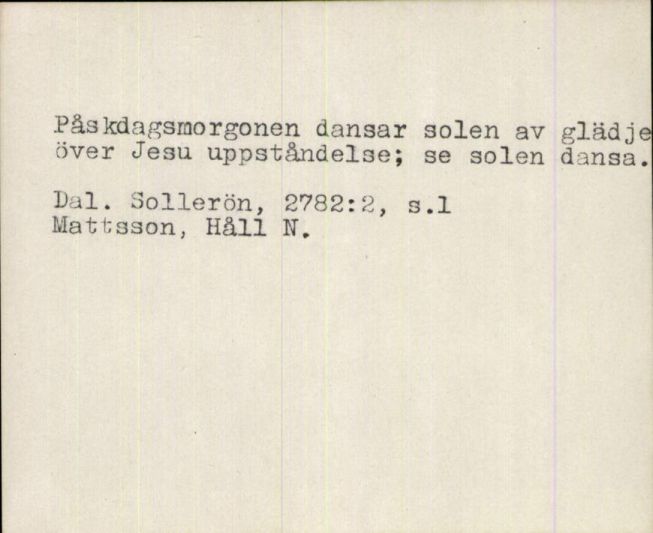 Påskdagsmorgonen dansar solen av glädje
över Jesu uppståndelse; se solen dansa.
Dal. Sollerön, 2782:2, s.1
Mattsson, Håll N.